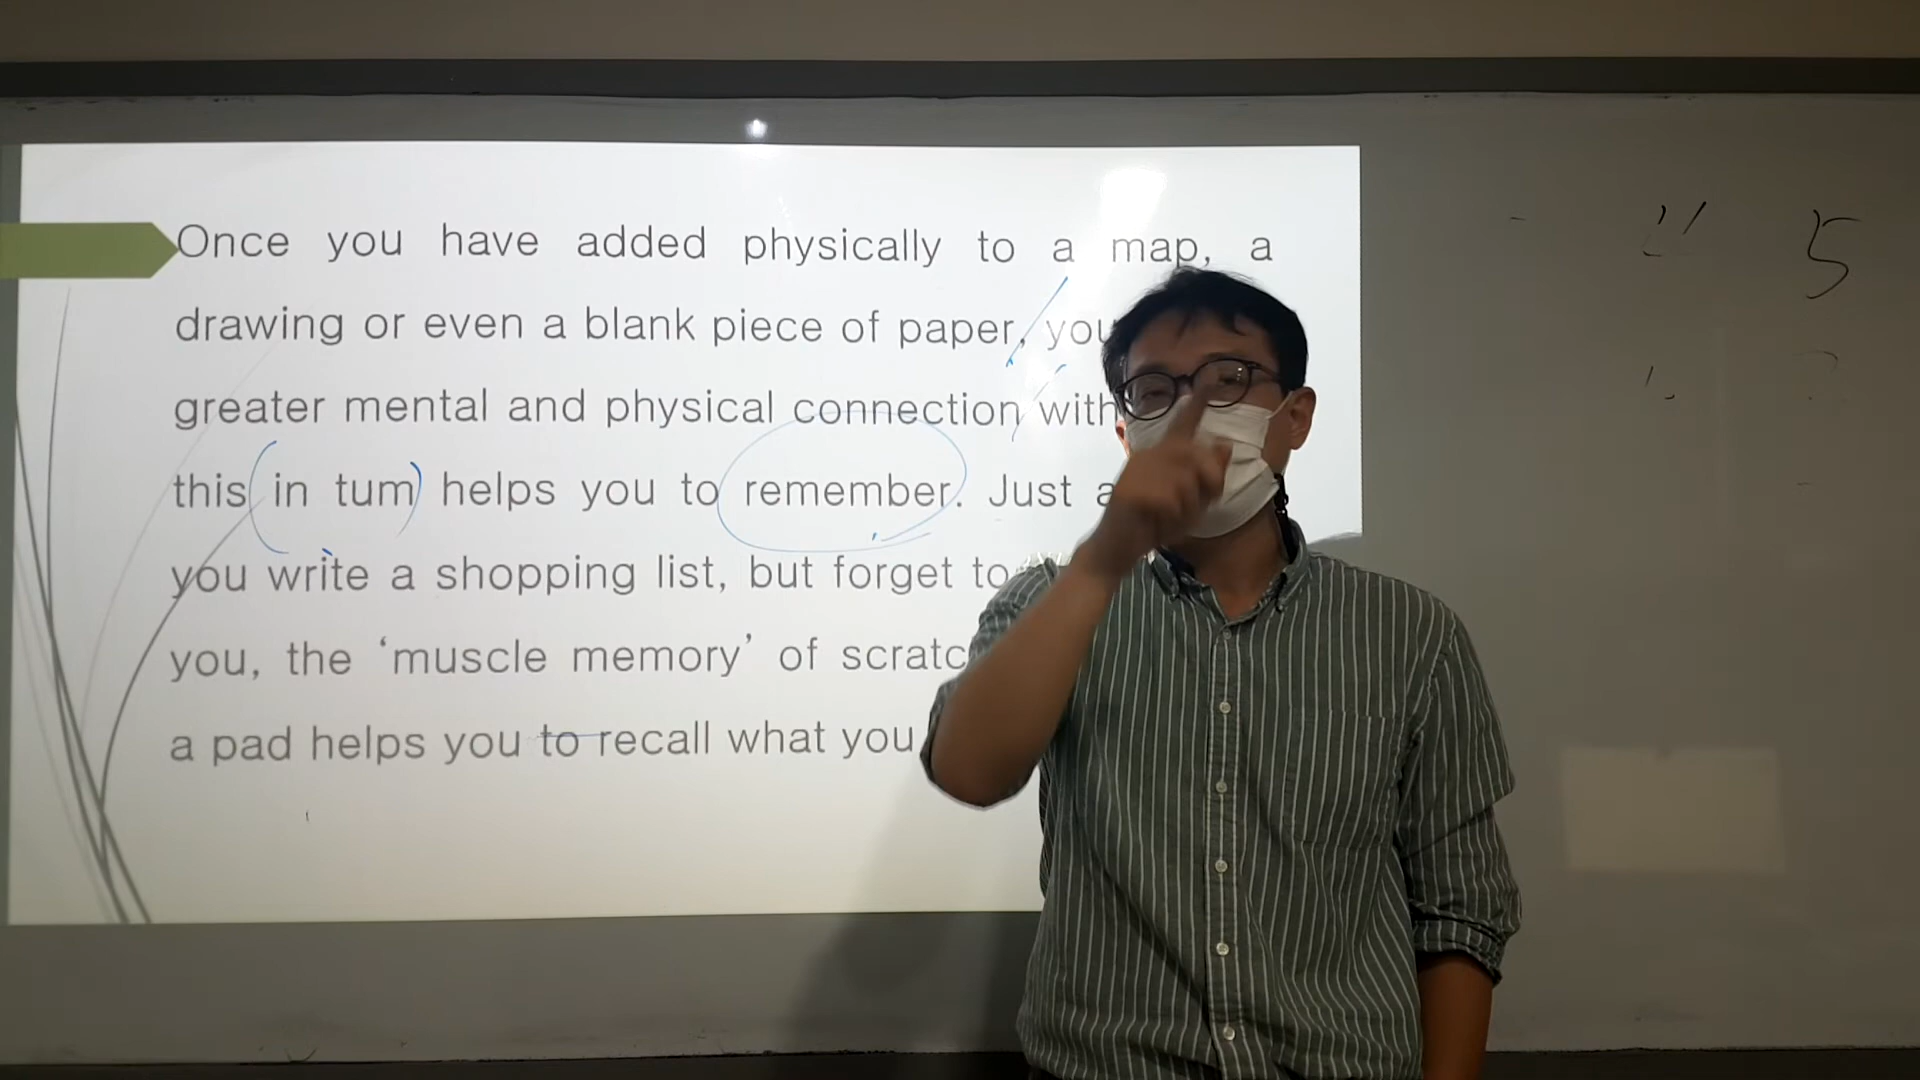 Once you have added physically to a map, a
drawing or even a blank piece of paper, you
greater mental and physical connection with
this in tum helps you to remember. Just
you write a shopping list, but forget to
you, the ‘muscle memory’ of
a pad helps you to recall what you
5